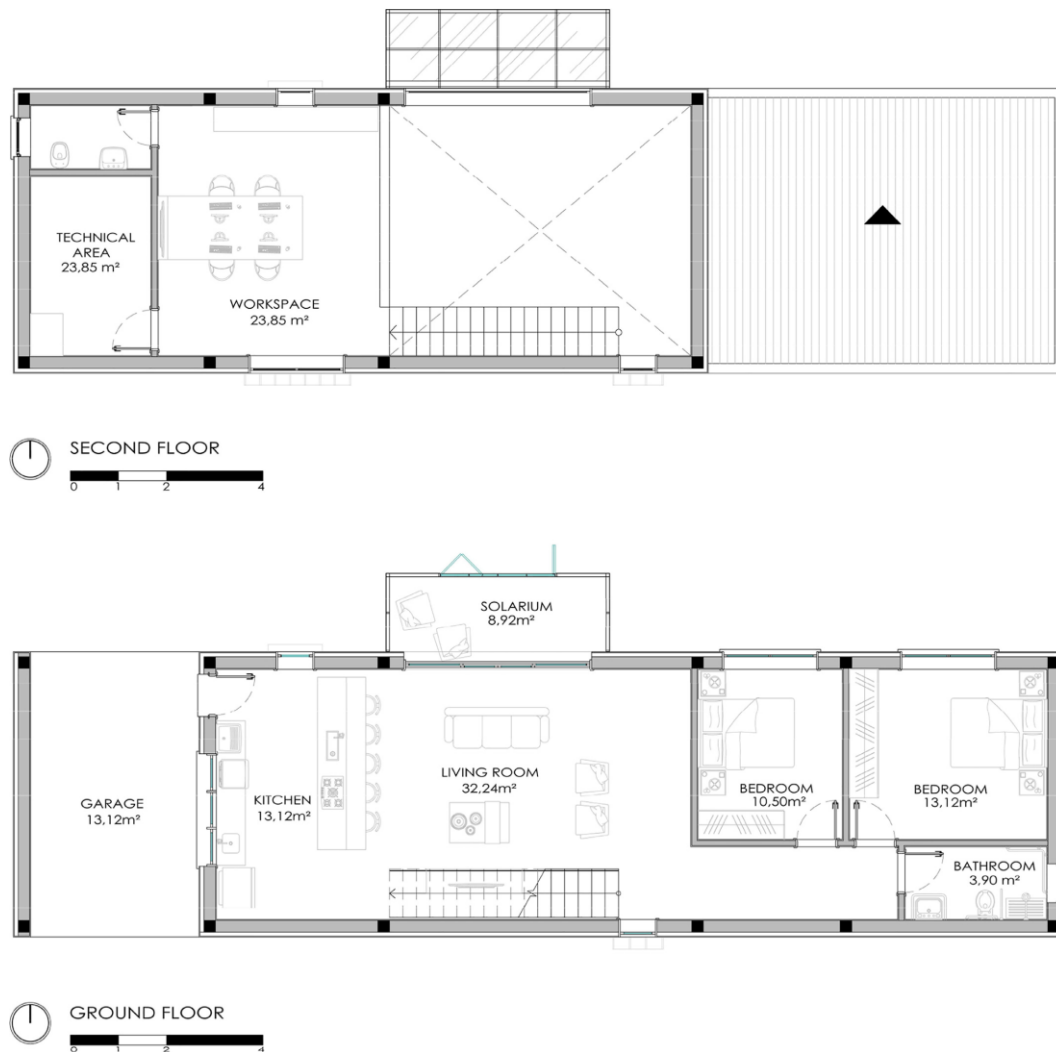 TECHNICAL
AREA
23,85 m²
WORKSPACE
23,85 m²
SECOND FLOOR
0 1 2 4
SOLARIUM
8,92m²
GARAGE
13,12m²
KITCHEN
13,12m²
LIVING ROOM
32,24m²
BEDROOM
10,50m²
BEDROOM
13,12m²
BATHROOM
3,90 m²
GROUND FLOOR
0 1 2 4